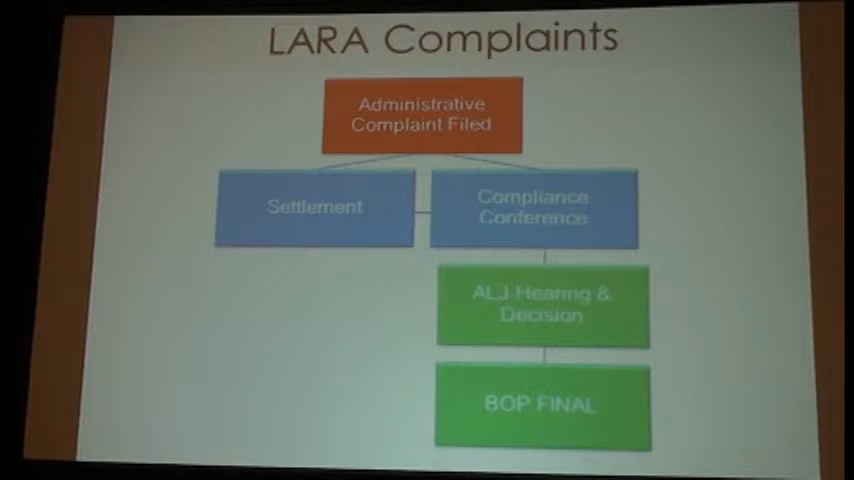 LARA Complaints
Administrative
Complaint Filed
Settlement
Compliance
Conference
ALJ Hearing &
Decision
BOP FINAL